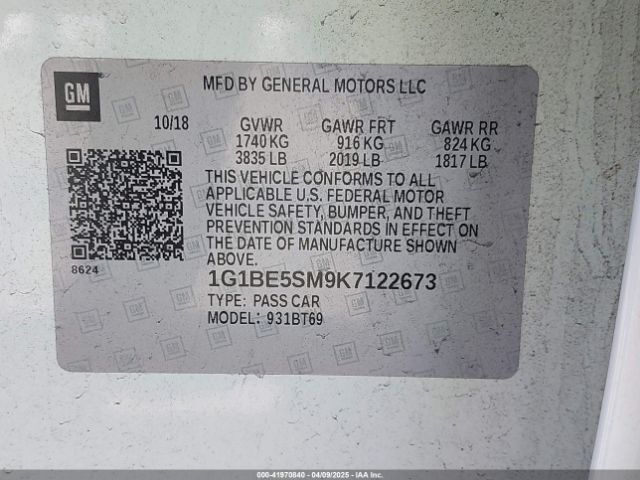 GM
MFD BY GENERAL MOTORS LLC
10/18 GVWR GAWR FRT GAWR RR
1740 KG 916 KG 824 KG
3835 LB 2019 LB 1817 LB
THIS VEHICLE CONFORMS TO ALL
APPLICABLE U.S. FEDERAL MOTOR
VEHICLE SAFETY, BUMPER, AND THEFT
PREVENTION STANDARDS IN EFFECT ON
THE DATE OF MANUFACTURE SHOWN
ABOVE.
8624
1G1BE5SM9K7122673
TYPE: PASS CAR
MODEL: 931BT69
000-41970840 - 04/09/2025 - IAAI.COM